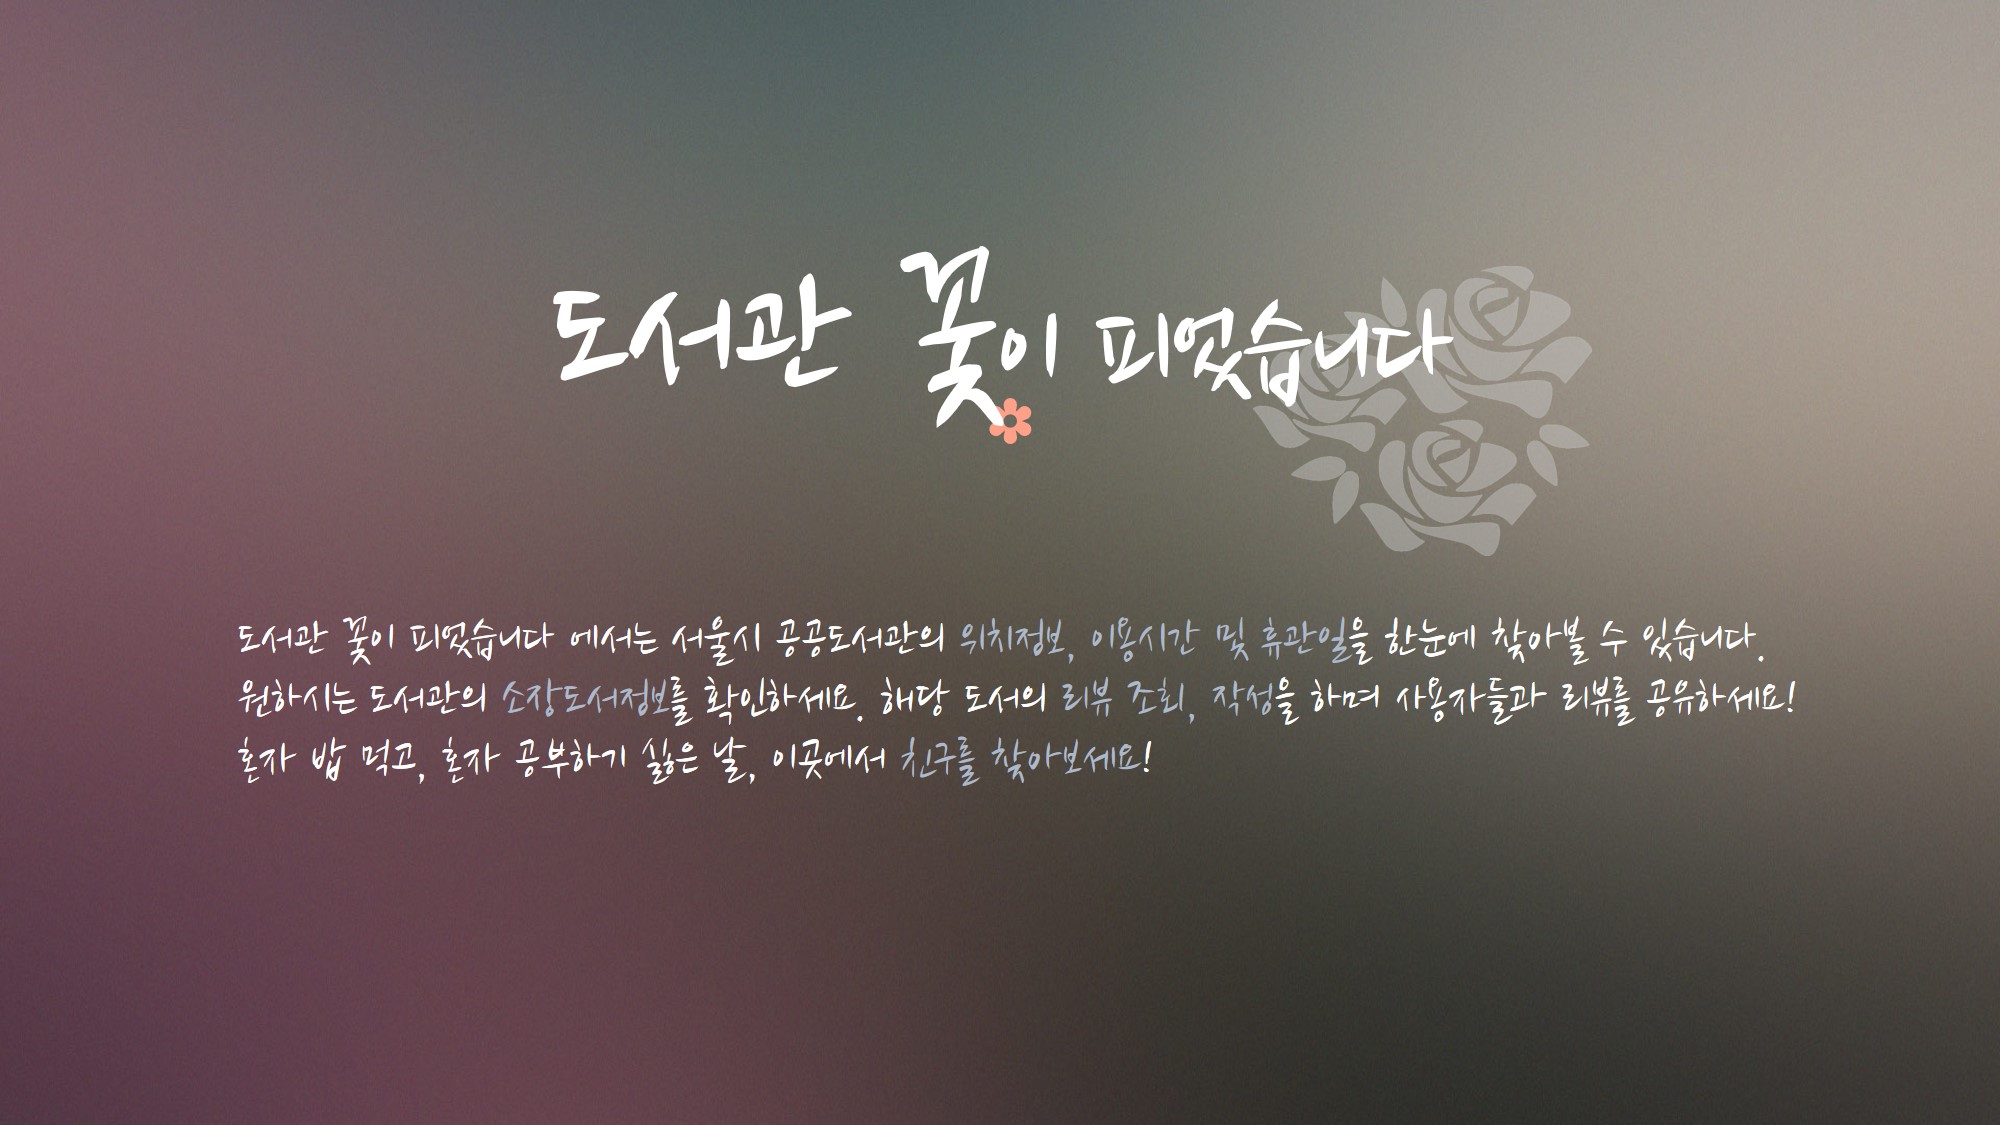 도서관 꽃이 피었습니다
도서관 꽃이 피었습니다 에서는 서울시 공공도서관의 위치정보, 이용시간 및 휴관일을 한눈에 찾아볼 수 있습니다.
원하시는 도서관의 소장도서정보를 확인하세요. 해당 도서의 리뷰 조회, 작성을 하며 사용자들과 리뷰를 공유하세요!
혼자 밥 먹고, 혼자 공부하기 싫은 날, 이곳에서 친구를 찾아보세요!